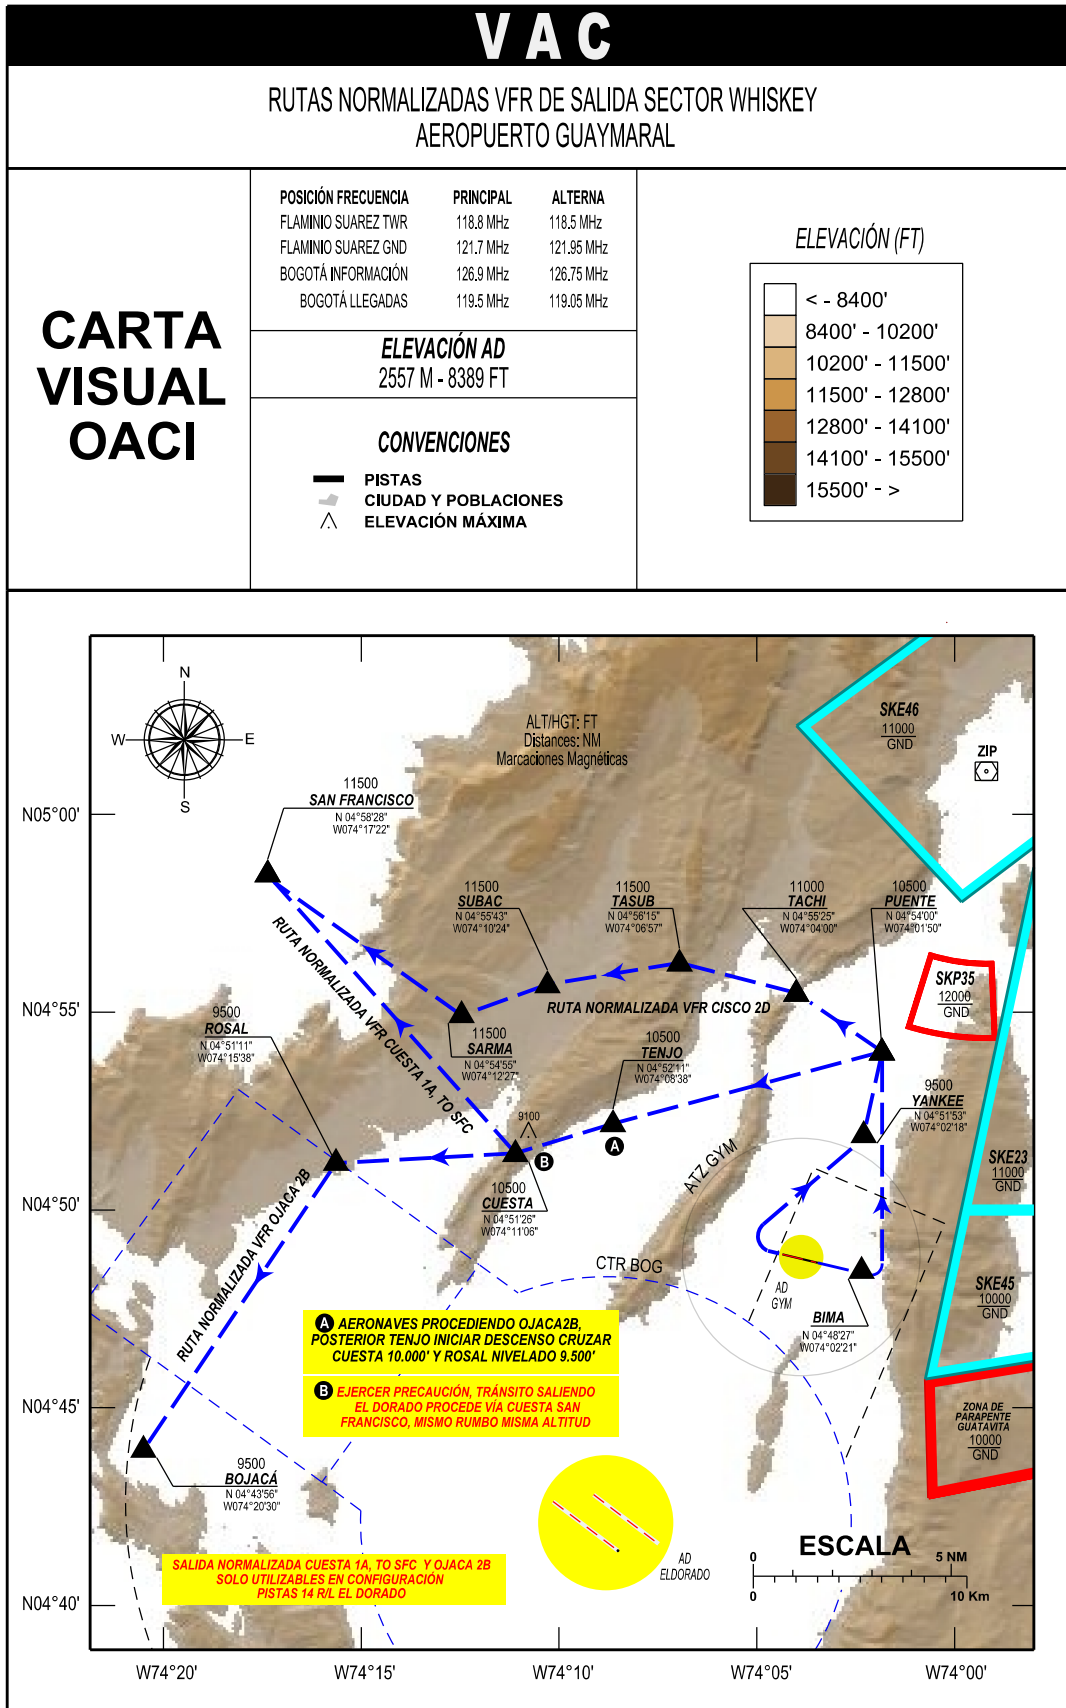 VAC
RUTAS NORMALIZADAS VFR DE SALIDA SECTOR WHISKEY
AEROPUERTO GUAYMARAL
CARTA
VISUAL
OACI
POSICIÓN FRECUENCIA PRINCIPAL ALTERNA
FLAMINIO SUAREZ TWR 118.8 MHz 118.5 MHz
FLAMINIO SUAREZ GND 121.7 MHz 121.95 MHz
BOGOTÁ INFORMACIÓN 126.9 MHz 126.75 MHz
BOGOTÁ LLEGADAS 119.5 MHz 119.05 MHz
ELEVACIÓN AD
2557 M - 8389 FT
CONVENCIONES
PISTAS
CIUDAD Y POBLACIONES
ELEVACIÓN MÁXIMA
ELEVACIÓN (FT)
< - 8400'
8400' - 10200'
10200' - 11500'
11500' - 12800'
12800' - 14100'
14100' - 15500'
15500' - >
N
W E
S
ALT/HGT: FT
Distances: NM
Marcaciones Magnéticas
SKE46
11000
GND
ZIP
11500
SAN FRANCISCO
N 04°58'28"
W074°17'22"
11500
SUBAC
N 04°55'43"
W074°10'24"
11500
TASUB
N 04°56'15"
W074°06'57"
11000
TACHI
N 04°55'25"
W074°04'00"
10500
PUENTE
N 04°54'00"
W074°01'50"
SKP35
12000
GND
RUTA NORMALIZADA VFR CUESTA 1A, TO SFC
RUTA NORMALIZADA VFR CISCO 2D
9500
ROSAL
N 04°51'11"
W074°15'38"
11500
SARMA
N 04°54'55"
W074°12'27"
10500
TENJO
N 04°52'11"
W074°08'38"
9500
YANKEE
N 04°51'53"
W074°02'18"
9100
A
B
SKE23
11000
GND
10500
CUESTA
N 04°51'26"
W074°11'06"
ATZ GYM
CTR BOG
RUTA NORMALIZADA VFR OJACA 2B
AD
GYM
BIMA
N 04°48'27"
W074°02'21"
SKE45
10000
GND
A AERONAVES PROCEDIENDO OJACA2B,
POSTERIOR TENJO INICIAR DESCENSO CRUZAR
CUESTA 10.000' Y ROSAL NIVELADO 9.500'
B EJERCER PRECAUCIÓN, TRÁNSITO SALIENDO
EL DORADO PROCEDE VÍA CUESTA SAN
FRANCISCO, MISMO RUMBO MISMA ALTITUD
ZONA DE
PARAPENTE
GUATAVITA
10000
GND
9500
BOJACÁ
N 04°43'56"
W074°20'30"
SALIDA NORMALIZADA CUESTA 1A, TO SFC Y OJACA 2B
SOLO UTILIZABLES EN CONFIGURACIÓN
PISTAS 14 R/L EL DORADO
AD
ELDORADO
ESCALA
0 5 NM
0 10 Km
N05°00'
N04°55'
N04°50'
N04°45'
N04°40'
W74°20' W74°15' W74°10' W74°05' W74°00'